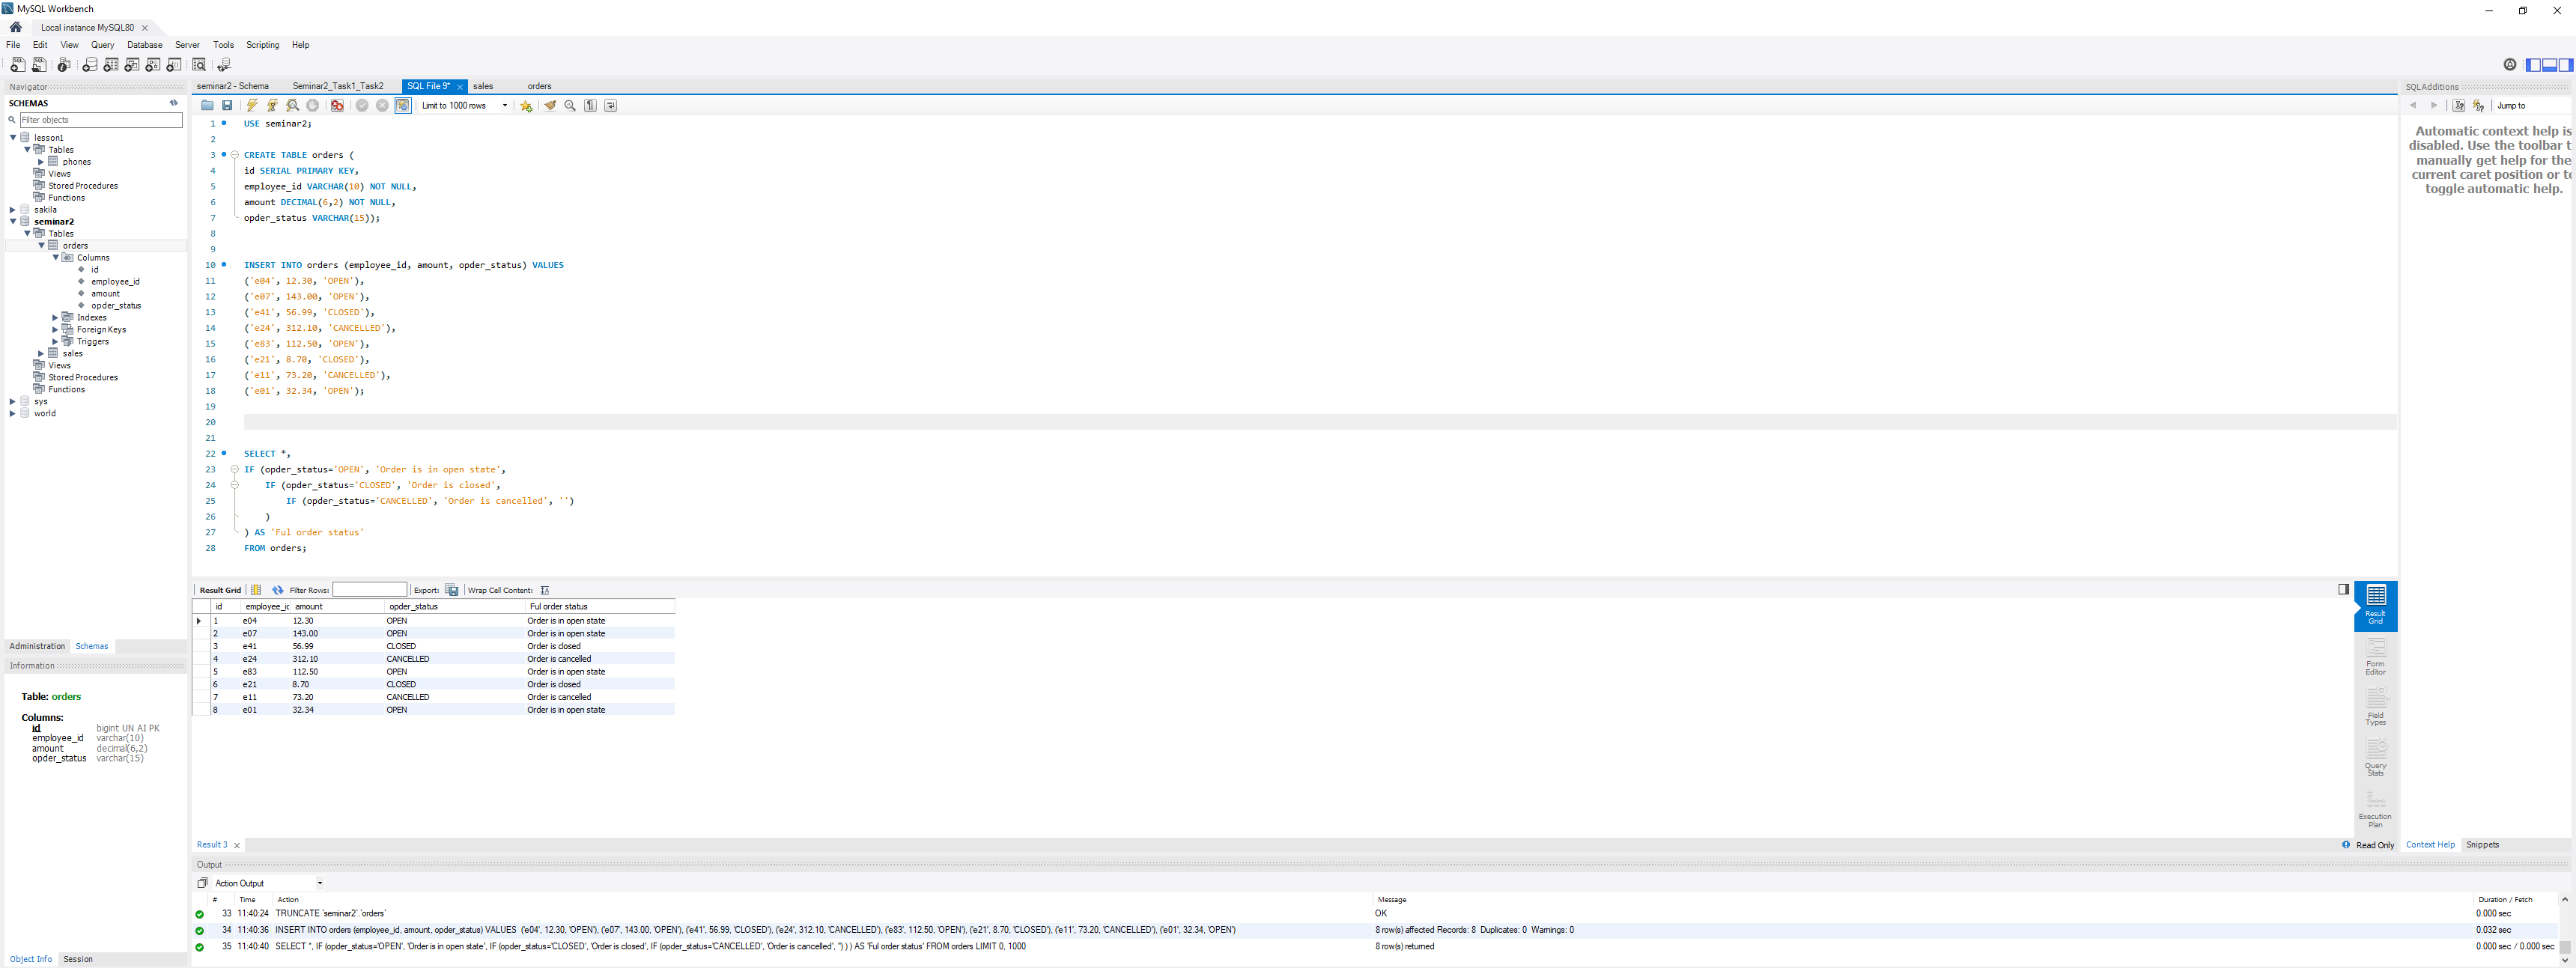 MySQL Workbench
Local instance MySQL80
File Edit View Query Database Server Tools Scripting Help
Navigator
SCHEMAS
Filter objects
lesson1
Tables
phones
Views
Stored Procedures
Functions
sakila
seminar2
Tables
orders
Columns
id
employee_id
amount
opder_status
Indexes
Foreign Keys
Triggers
sales
Views
Stored Procedures
Functions
sys
world
Administration Schemas
Information
Table: orders
Columns:
id bigint UN AI PK
employee_id varchar(10)
amount decimal(6,2)
opder_status varchar(15)
Object Info Session
seminar2 - Schema Seminar2_Task1_Task2 SQL File 9* sales orders
Limit to 1000 rows
1 USE seminar2;
2
3 CREATE TABLE orders (
4 id SERIAL PRIMARY KEY,
5 employee_id VARCHAR(10) NOT NULL,
6 amount DECIMAL(6,2) NOT NULL,
7 opder_status VARCHAR(15));
8
9
10 INSERT INTO orders (employee_id, amount, opder_status) VALUES
11 ('e04', 12.30, 'OPEN'),
12 ('e07', 143.00, 'OPEN'),
13 ('e41', 56.99, 'CLOSED'),
14 ('e24', 312.10, 'CANCELLED'),
15 ('e83', 112.50, 'OPEN'),
16 ('e21', 8.70, 'CLOSED'),
17 ('e11', 73.20, 'CANCELLED'),
18 ('e01', 32.34, 'OPEN');
19
20
21
22 SELECT *,
23 IF (opder_status='OPEN', 'Order is in open state',
24 IF (opder_status='CLOSED', 'Order is closed',
25 IF (opder_status='CANCELLED', 'Order is cancelled', '')
26 )
27 ) AS 'Ful order status'
28 FROM orders;
Result Grid Filter Rows: Export: Wrap Cell Content:
id employee_id amount opder_status Ful order status
1 e04 12.30 OPEN Order is in open state
2 e07 143.00 OPEN Order is in open state
3 e41 56.99 CLOSED Order is closed
4 e24 312.10 CANCELLED Order is cancelled
5 e83 112.50 OPEN Order is in open state
6 e21 8.70 CLOSED Order is closed
7 e11 73.20 CANCELLED Order is cancelled
8 e01 32.34 OPEN Order is in open state
Result
Grid
Form
Editor
Field
Types
Query
Stats
Execution
Plan
Result 3
Read Only
SQLAdditions
Jump to
Automatic context help is
disabled. Use the toolbar t
manually get help for the
current caret position or to
toggle automatic help.
Context Help Snippets
Output
Action Output
# Time Action Message Duration / Fetch
33 11:40:24 TRUNCATE `seminar2`.`orders` OK 0.000 sec
34 11:40:36 INSERT INTO orders (employee_id, amount, opder_status) VALUES ('e04', 12.30, 'OPEN'), ('e07', 143.00, 'OPEN'), ('e41', 56.99, 'CLOSED'), ('e24', 312.10, 'CANCELLED'), ('e83', 112.50, 'OPEN'), ('e21', 8.70, 'CLOSED'), ('e11', 73.20, 'CANCELLED'), ('e01', 32.34, 'OPEN') 8 row(s) affected Records: 8 Duplicates: 0 Warnings: 0 0.032 sec
35 11:40:40 SELECT *, IF (opder_status='OPEN', 'Order is in open state', IF (opder_status='CLOSED', 'Order is closed', IF (opder_status='CANCELLED', 'Order is cancelled', '') ) ) AS 'Ful order status' FROM orders LIMIT 0, 1000 8 row(s) returned 0.000 sec / 0.000 sec